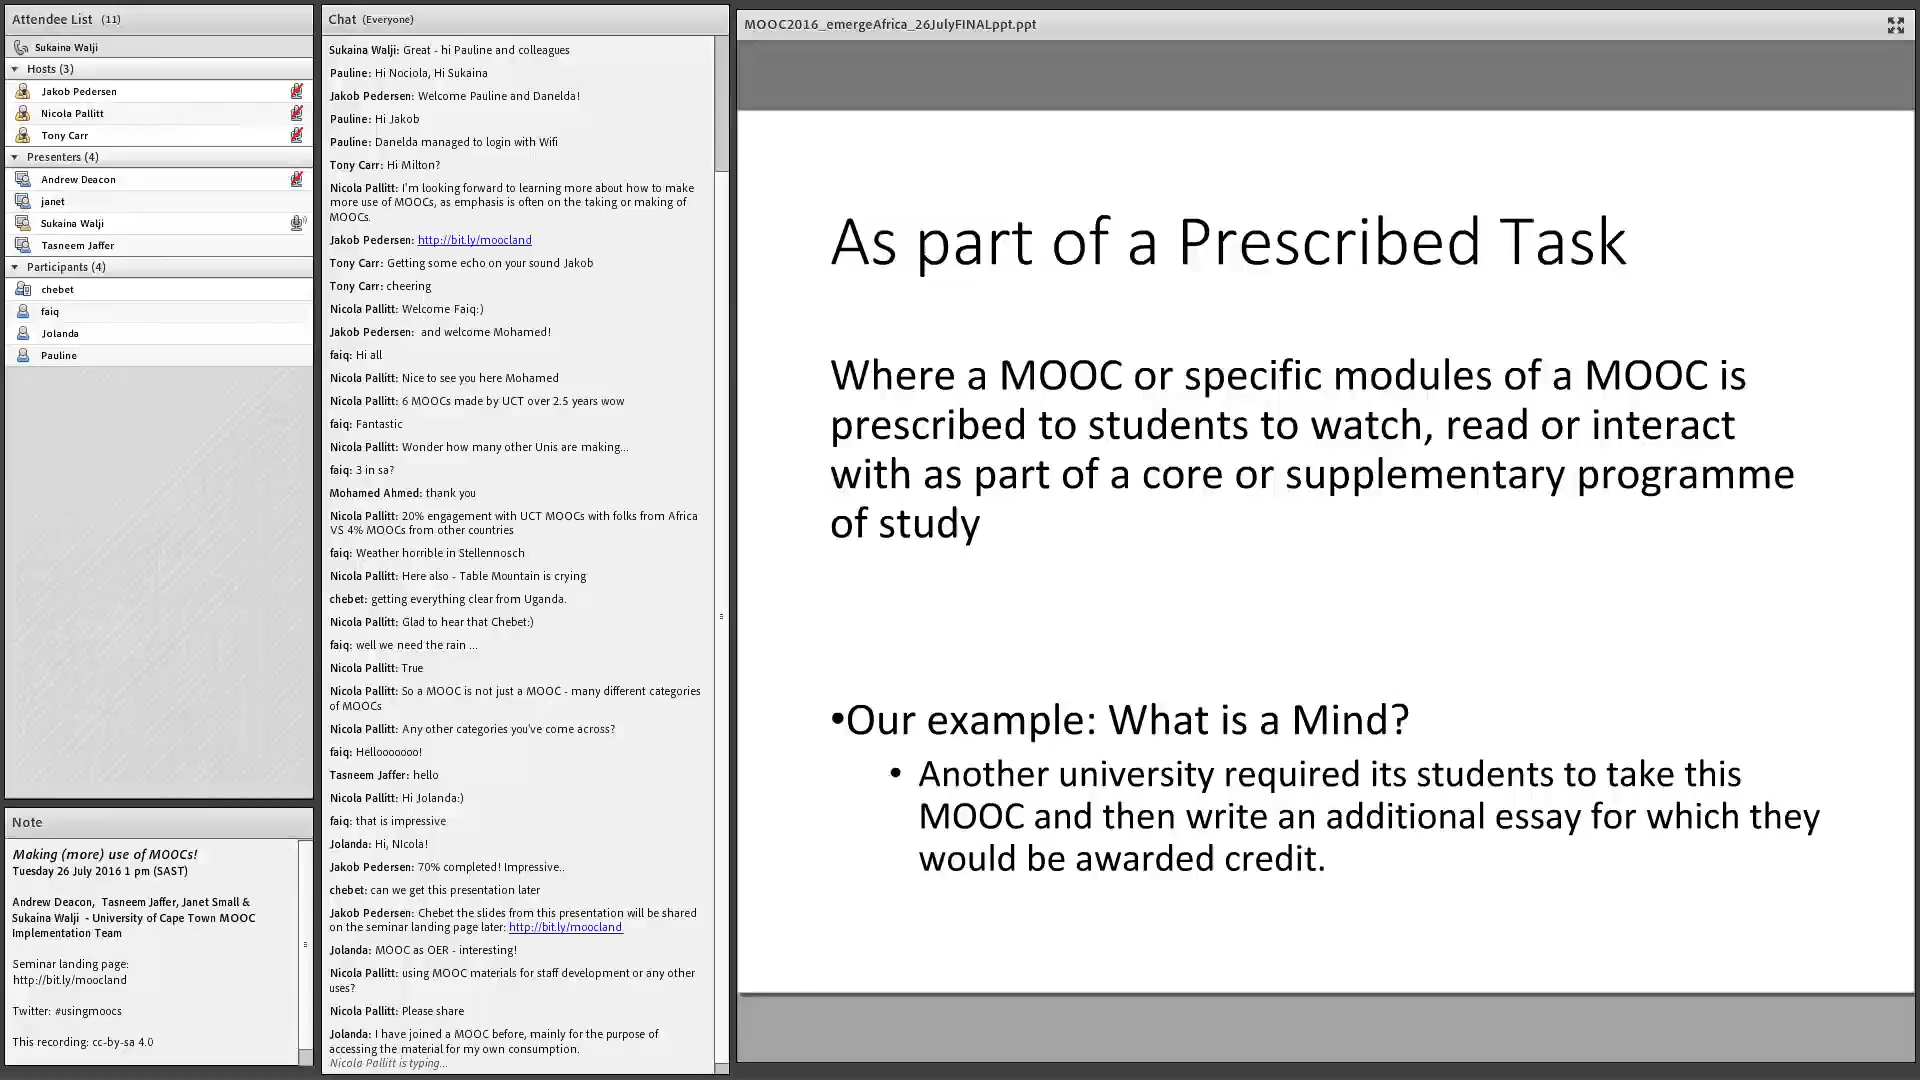 Attendee List (11)
Sukaina Walji
Hosts (3)
Jakob Pedersen
Nicola Pallitt
Tony Carr
Presenters (4)
Andrew Deacon
janet
Sukaina Walji
Tasneem Jaffer
Participants (4)
chebet
faiq
Jolanda
Pauline
Note
Making (more) use of MOOCs!
Tuesday 26 July 2016 1 pm (SAST)
Andrew Deacon, Tasneem Jaffer, Janet Small &
Sukaina Walji - University of Cape Town MOOC
Implementation Team
Seminar landing page:
http://bit.ly/moocland
Twitter: #usingmoocs
This recording: cc-by-sa 4.0
Chat (Everyone)
Sukaina Walji: Great - hi Pauline and colleagues
Pauline: Hi Nociola, Hi Sukaina
Jakob Pedersen: Welcome Pauline and Danelda!
Pauline: Hi Jakob
Pauline: Danelda managed to login with Wifi
Tony Carr: Hi Milton?
Nicola Pallitt: I'm looking forward to learning more about how to make
more use of MOOCs, as emphasis is often on the taking or making of
MOOCs.
Jakob Pedersen: http://bit.ly/moocland
Tony Carr: Getting some echo on your sound Jakob
Tony Carr: cheering
Nicola Pallitt: Welcome Faiq:)
Jakob Pedersen: and welcome Mohamed!
faiq: Hi all
Nicola Pallitt: Nice to see you here Mohamed
Nicola Pallitt: 6 MOOCs made by UCT over 2.5 years wow
faiq: Fantastic
Nicola Pallitt: Wonder how many other Unis are making...
faiq: 3 in sa?
Mohamed Ahmed: thank you
Nicola Pallitt: 20% engagement with UCT MOOCs with folks from Africa
VS 4% MOOCs from other countries
faiq: Weather horrible in Stellennosch
Nicola Pallitt: Here also - Table Mountain is crying
chebet: getting everything clear from Uganda.
Nicola Pallitt: Glad to hear that Chebet:)
faiq: well we need the rain ...
Nicola Pallitt: True
Nicola Pallitt: So a MOOC is not just a MOOC - many different categories
of MOOCs
Nicola Pallitt: Any other categories you've come across?
faiq: Hellooooooo!
Tasneem Jaffer: hello
Nicola Pallitt: Hi Jolanda:)
faiq: that is impressive
Jolanda: Hi, NIcola!
Jakob Pedersen: 70% completed! Impressive..
chebet: can we get this presentation later
Jakob Pedersen: Chebet the slides from this presentation will be shared
on the seminar landing page later: http://bit.ly/moocland
Jolanda: MOOC as OER - interesting!
Nicola Pallitt: using MOOC materials for staff development or any other
uses?
Nicola Pallitt: Please share
Jolanda: I have joined a MOOC before, mainly for the purpose of
accessing the material for my own consumption.
Nicola Pallitt is typing...
MOOC2016_emergeAfrica_26JulyFINALppt.ppt
As part of a Prescribed Task
Where a MOOC or specific modules of a MOOC is
prescribed to students to watch, read or interact
with as part of a core or supplementary programme
of study
•Our example: What is a Mind?
• Another university required its students to take this
MOOC and then write an additional essay for which they
would be awarded credit.